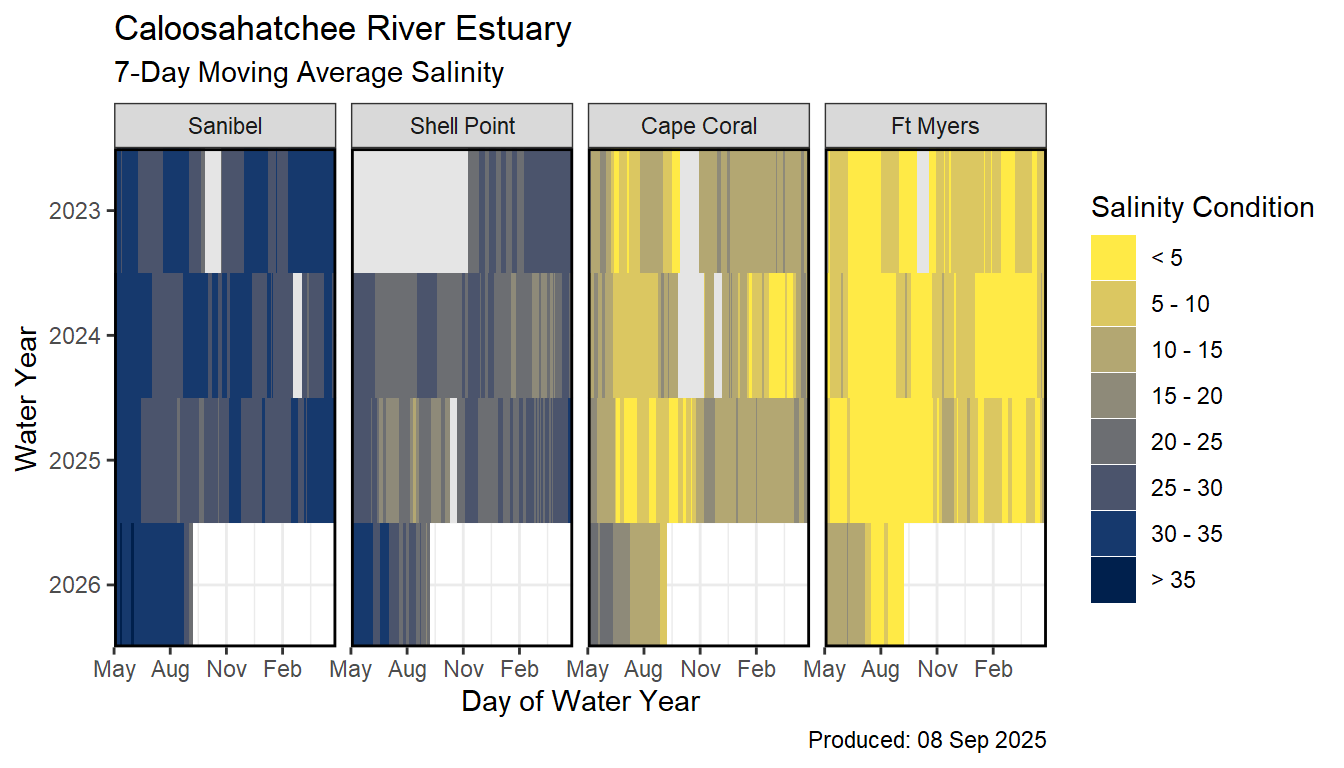 Caloosahatchee River Estuary
7-Day Moving Average Salinity
Sanibel
Shell Point
Cape Coral
Ft Myers
Water Year
2023
2024
2025
2026
May Aug Nov Feb
May Aug Nov Feb
May Aug Nov Feb
May Aug Nov Feb
Day of Water Year
Salinity Condition
< 5
5 - 10
10 - 15
15 - 20
20 - 25
25 - 30
30 - 35
> 35
Produced: 08 Sep 2025